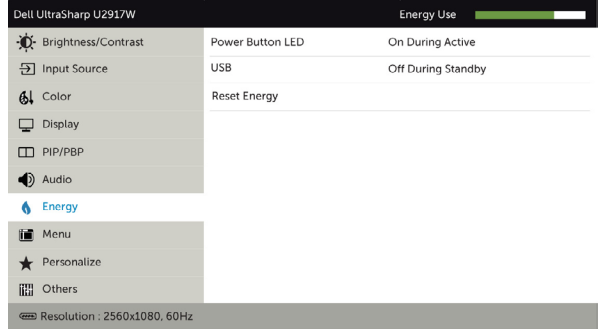 Dell UltraSharp U2917W Energy Use
Brightness/Contrast Power Button LED On During Active
Input Source USB Off During Standby
Color Reset Energy
Display
PIP/PBP
Audio
Energy
Menu
Personalize
Others
Resolution : 2560x1080, 60Hz